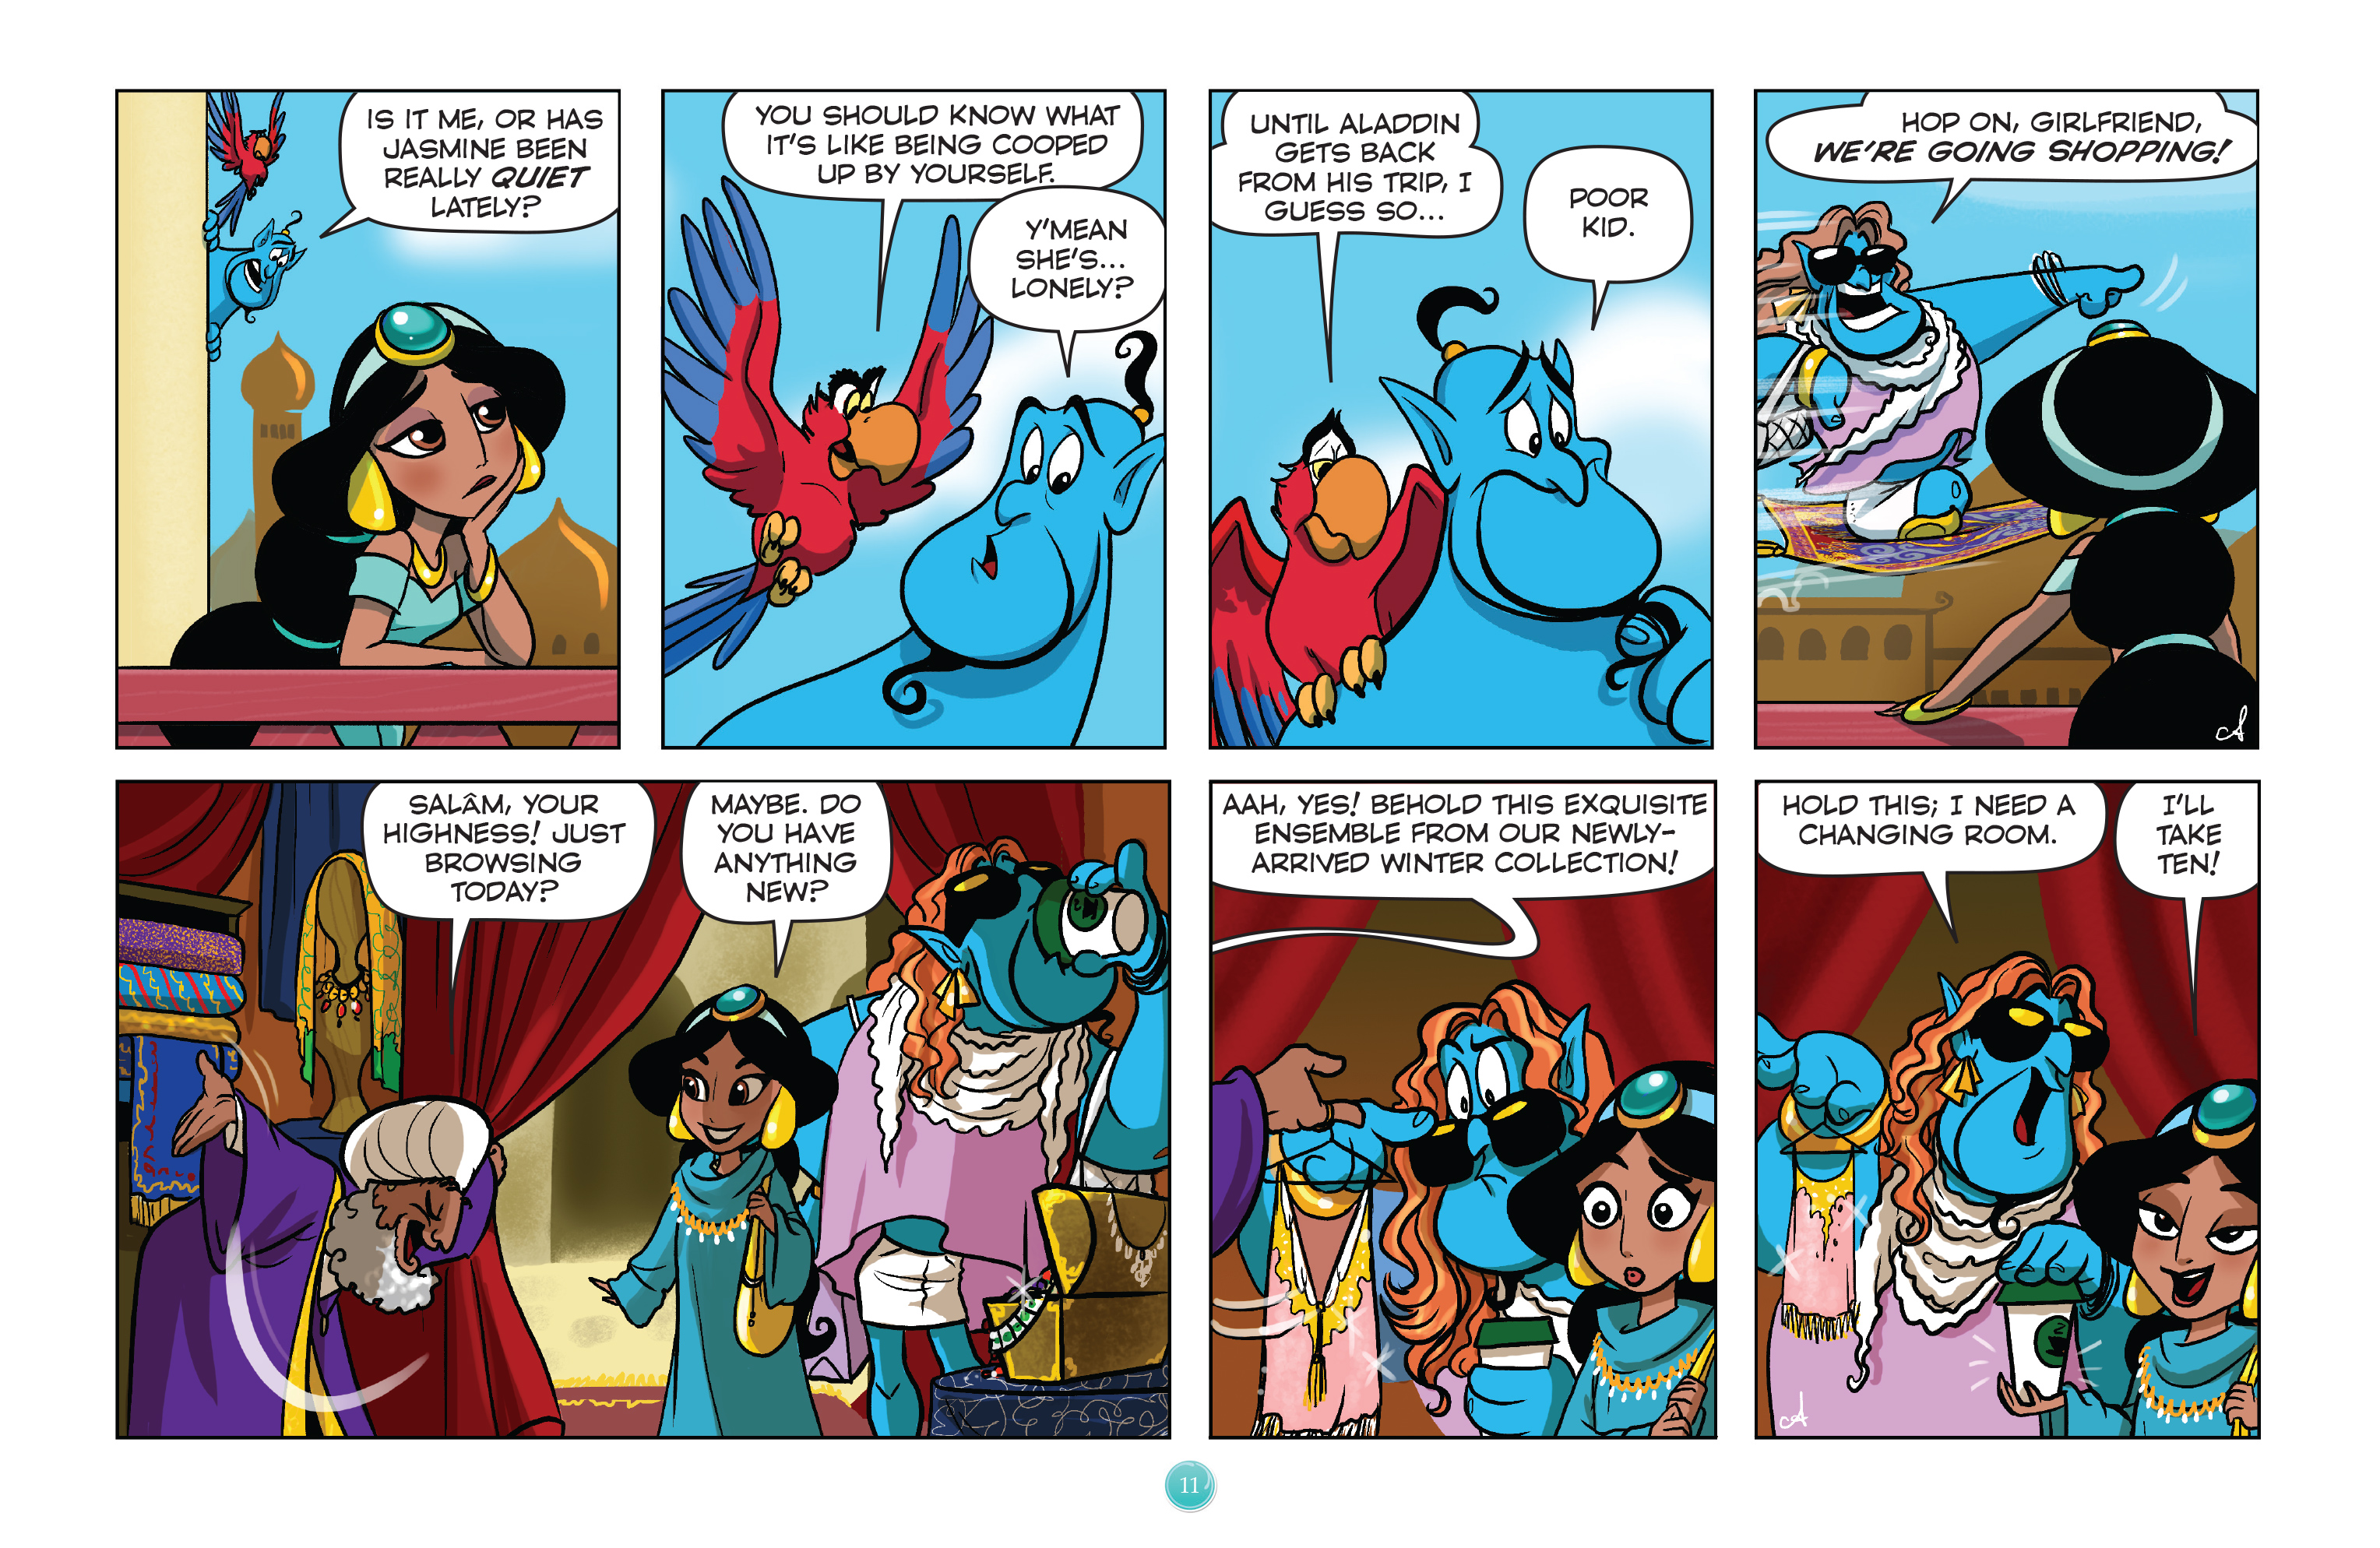 IS IT ME, OR HAS
JASMINE BEEN
REALLY QUIET
LATELY?
YOU SHOULD KNOW WHAT
IT'S LIKE BEING COOPED
UP BY YOURSELF.
Y'MEAN
SHE'S...
LONELY?
UNTIL ALADDIN
GETS BACK
FROM HIS TRIP, I
GUESS SO...
POOR
KID.
HOP ON, GIRLFRIEND,
WE'RE GOING SHOPPING!
SALÂM, YOUR
HIGHNESS! JUST
BROWSING
TODAY?
MAYBE. DO
YOU HAVE
ANYTHING
NEW?
AAH, YES! BEHOLD THIS EXQUISITE
ENSEMBLE FROM OUR NEWLY-
ARRIVED WINTER COLLECTION!
HOLD THIS; I NEED A
CHANGING ROOM.
I'LL
TAKE
TEN!
11